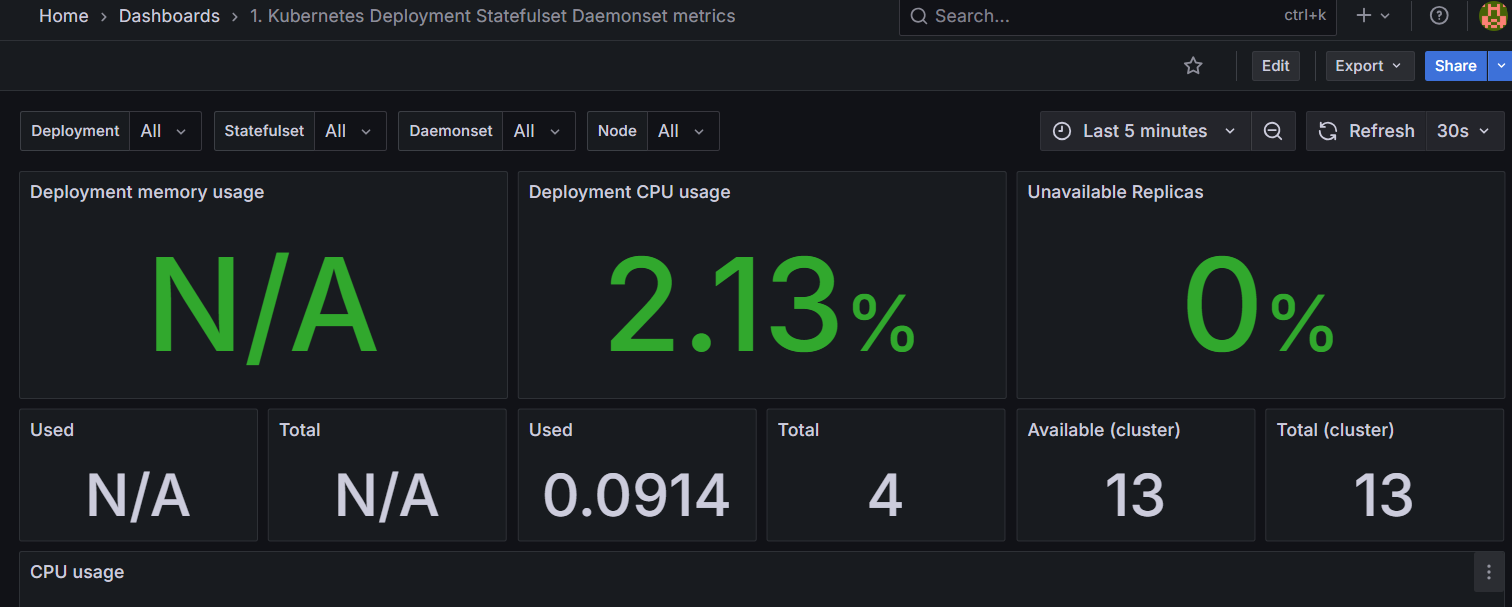 Home > Dashboards > 1. Kubernetes Deployment Statefulset Daemonset metrics Search... ctrl+k
Edit Export Share
Deployment All Statefulset All Daemonset All Node All Last 5 minutes Refresh 30s
Deployment memory usage Deployment CPU usage Unavailable Replicas
N/A 2.13% 0%
Used Total Used Total Available (cluster) Total (cluster)
N/A N/A 0.0914 4 13 13
CPU usage